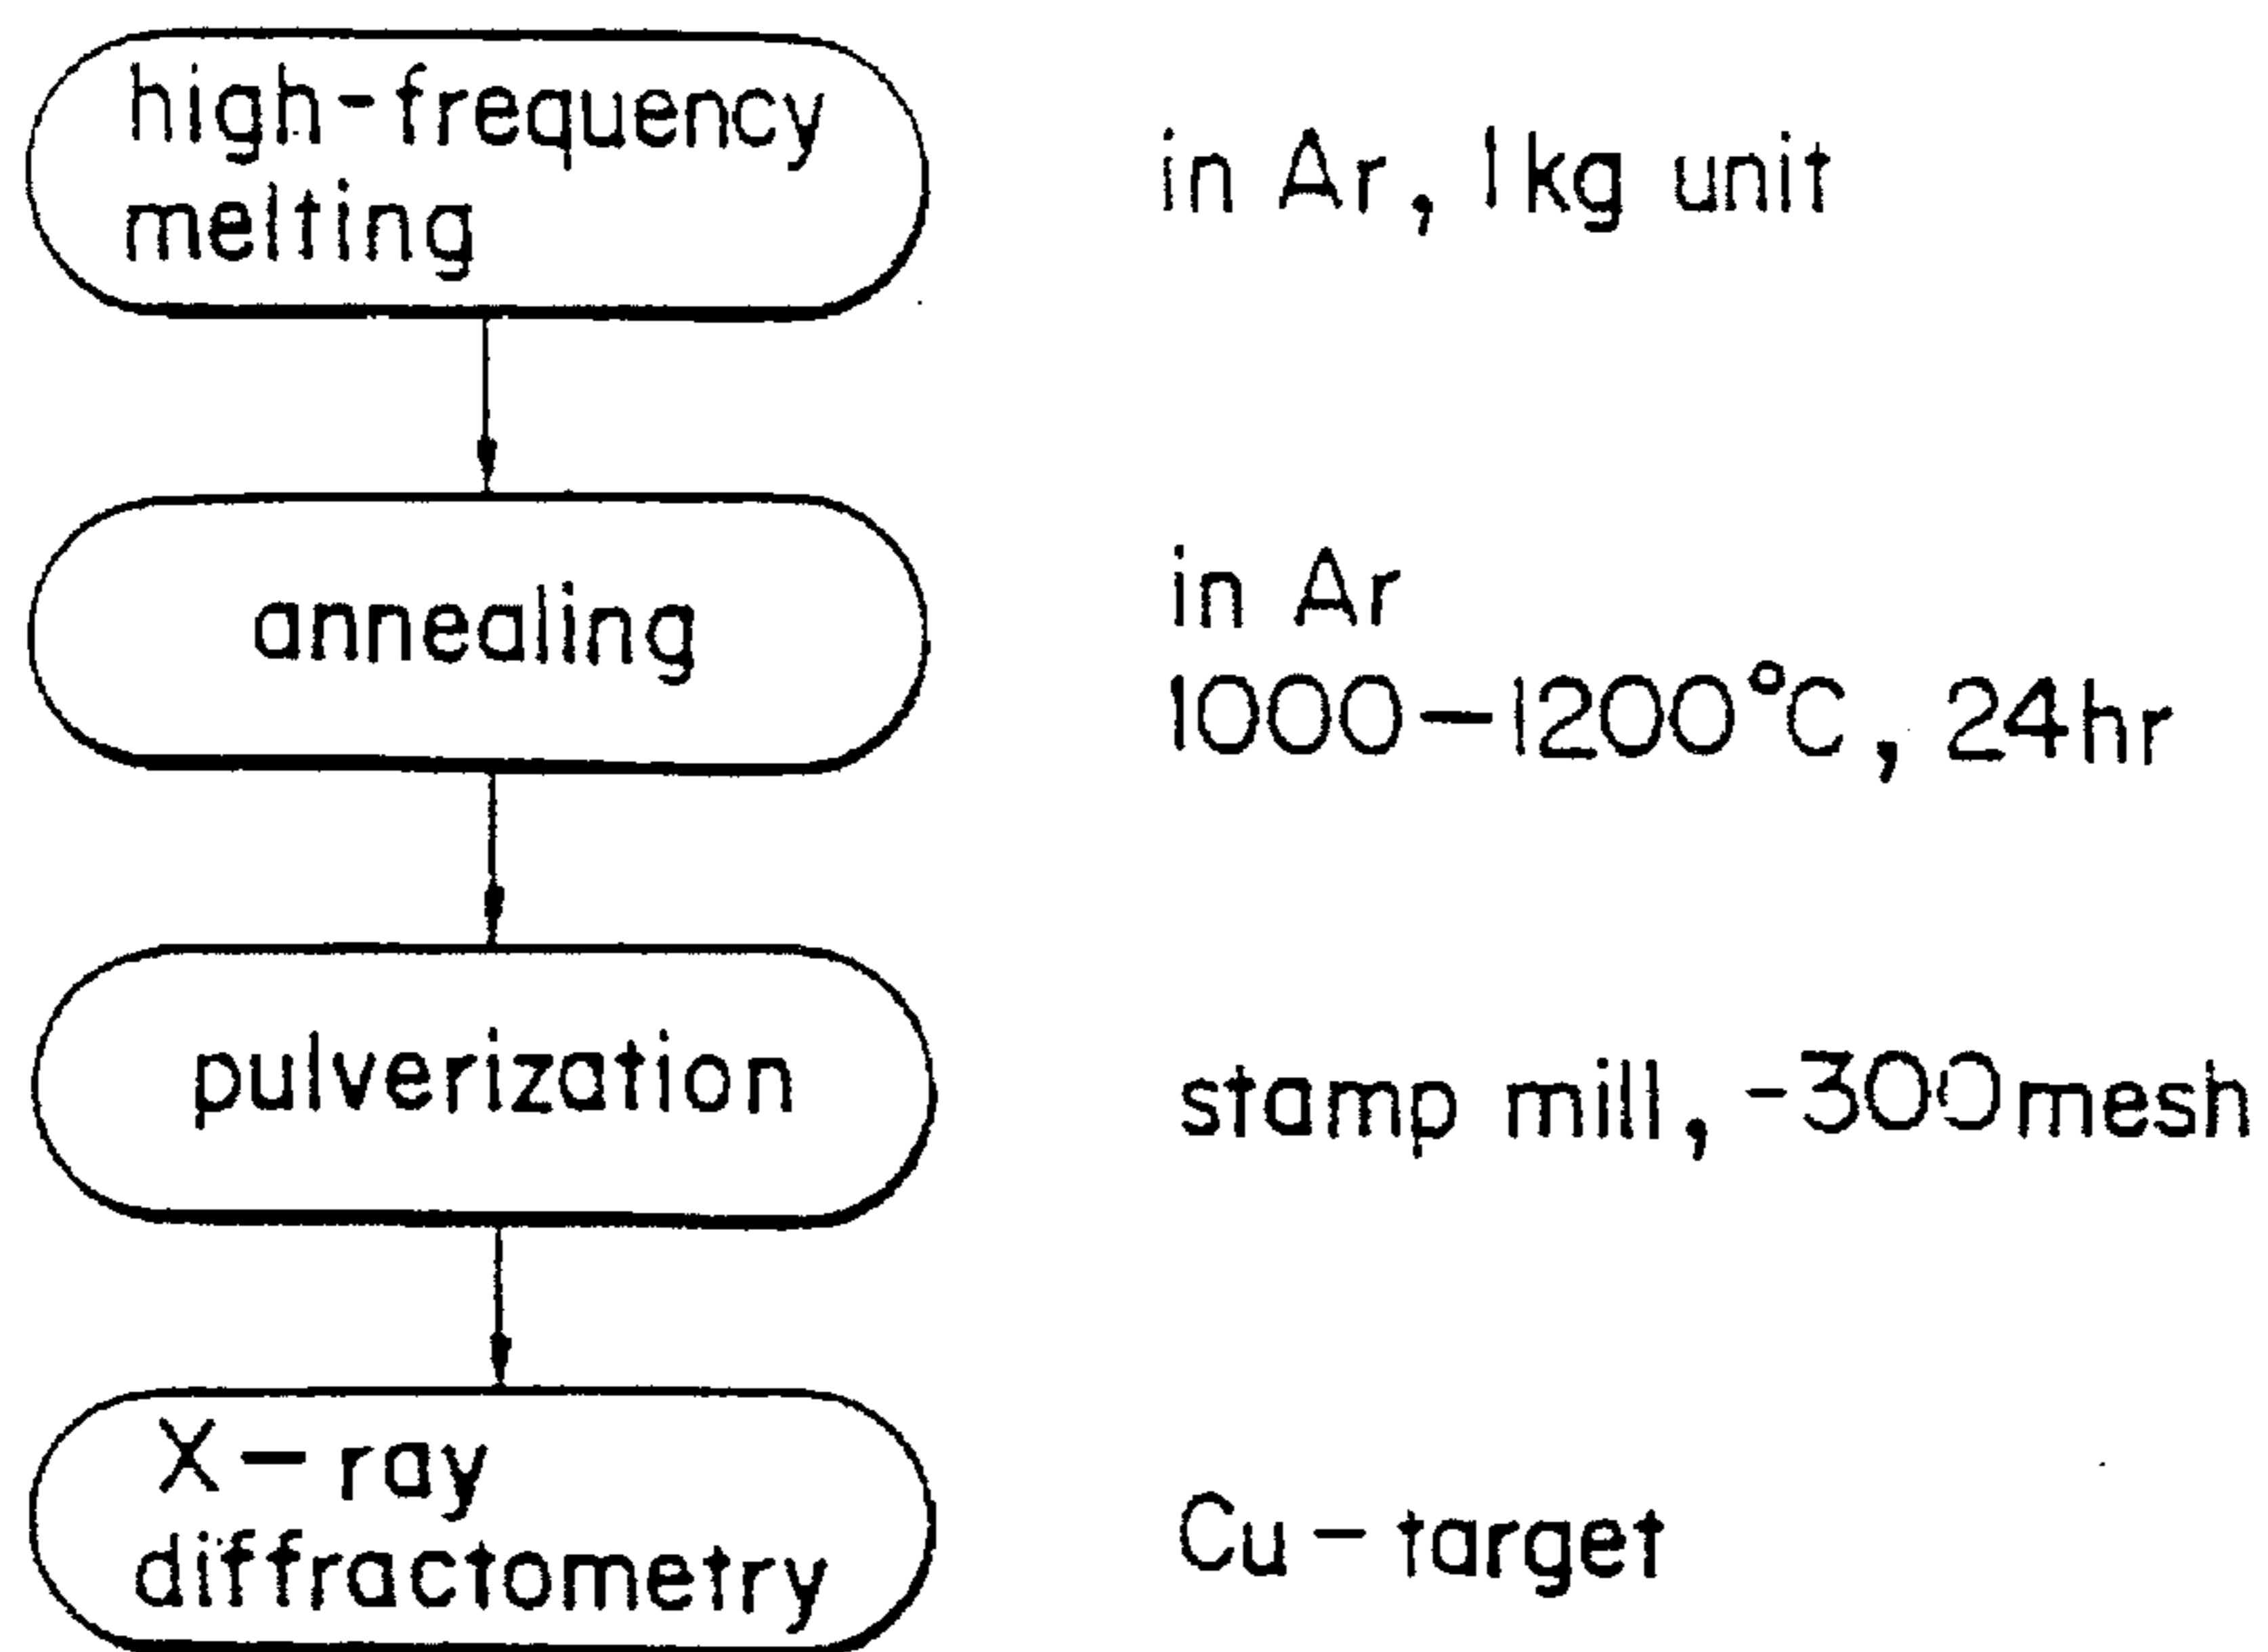 high-frequency
melting
in Ar, 1kg unit
annealing
in Ar
1000-1200°C, 24hr
pulverization
stamp mill, -300mesh
X-ray
diffractometry
Cu-target